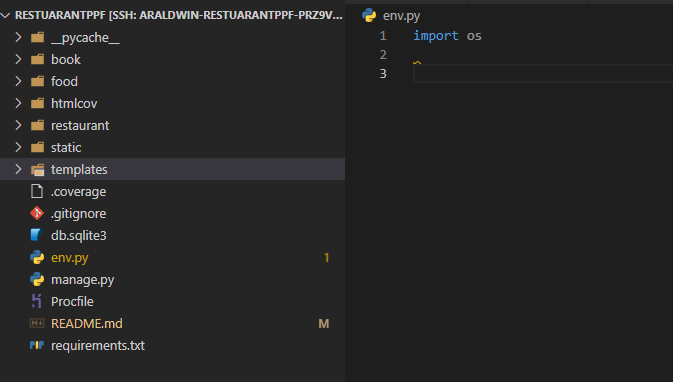 RESTUARANTPPF [SSH: ARALDWIN-RESTUARANTPPF-PRZ9V...
__pycache__
book
food
htmlcov
restaurant
static
templates
.coverage
.gitignore
db.sqlite3
env.py 1
manage.py
Procfile
README.md M
requirements.txt
env.py
1 import os
2
3